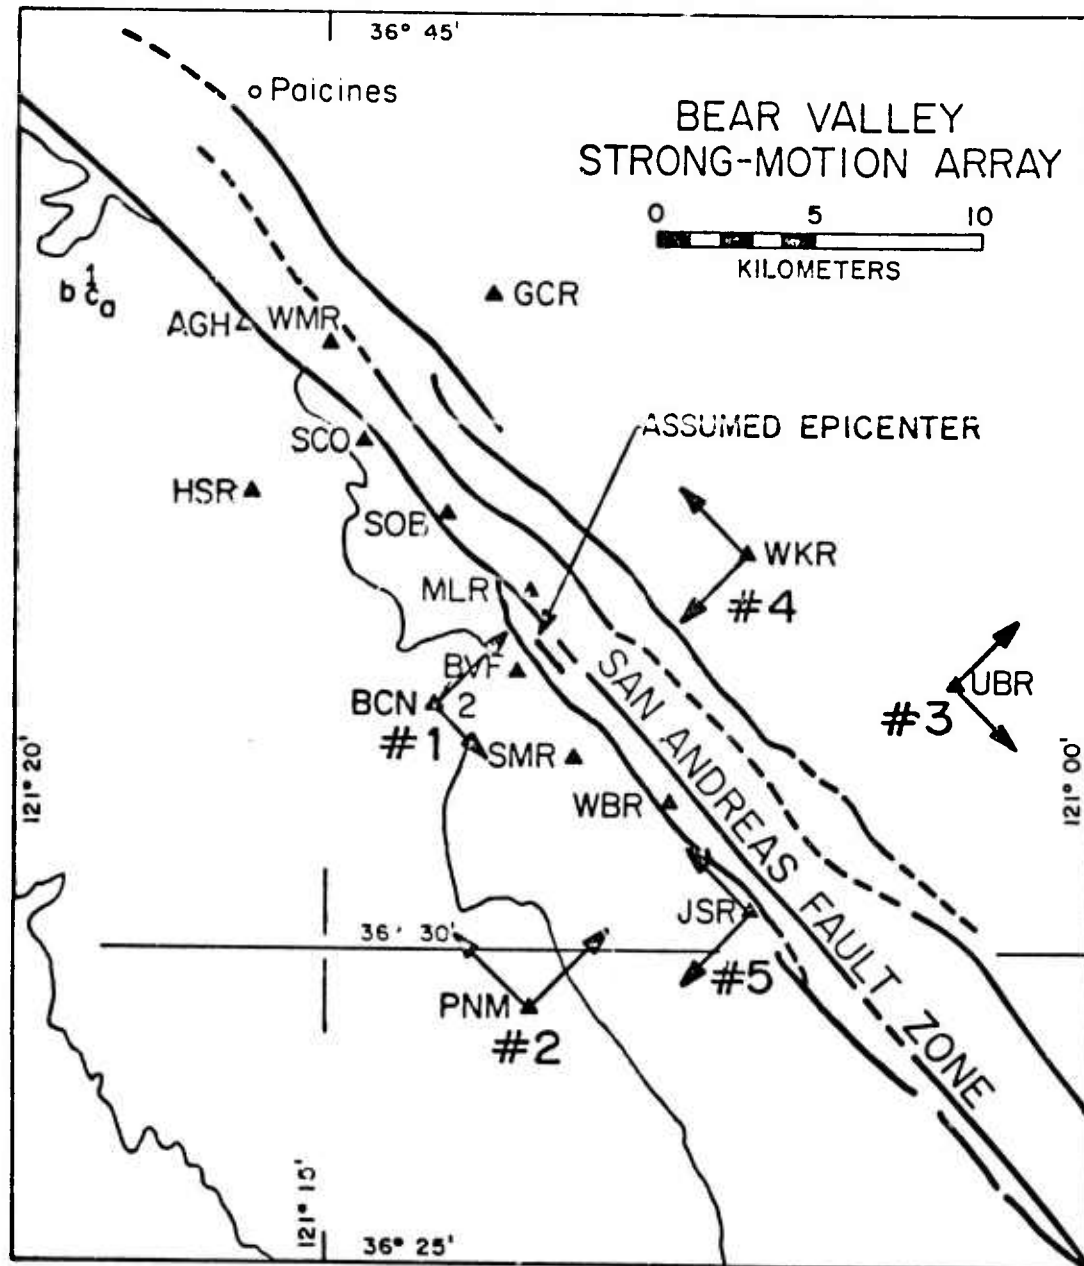 36° 45'
Paicines
BEAR VALLEY
STRONG-MOTION ARRAY
0 5 10
KILOMETERS
GCR
b 1 c a
AGH
WMR
ASSUMED EPICENTER
SCO
HSR
SOB
WKR
#4
MLR
BVF
UBR
#3
BCN 2
#1
SMR
121° 20'
121° 00'
WBR
SAN ANDREAS FAULT ZONE
JSR
#5
36° 30'
PNM
#2
121° 15'
36° 25'